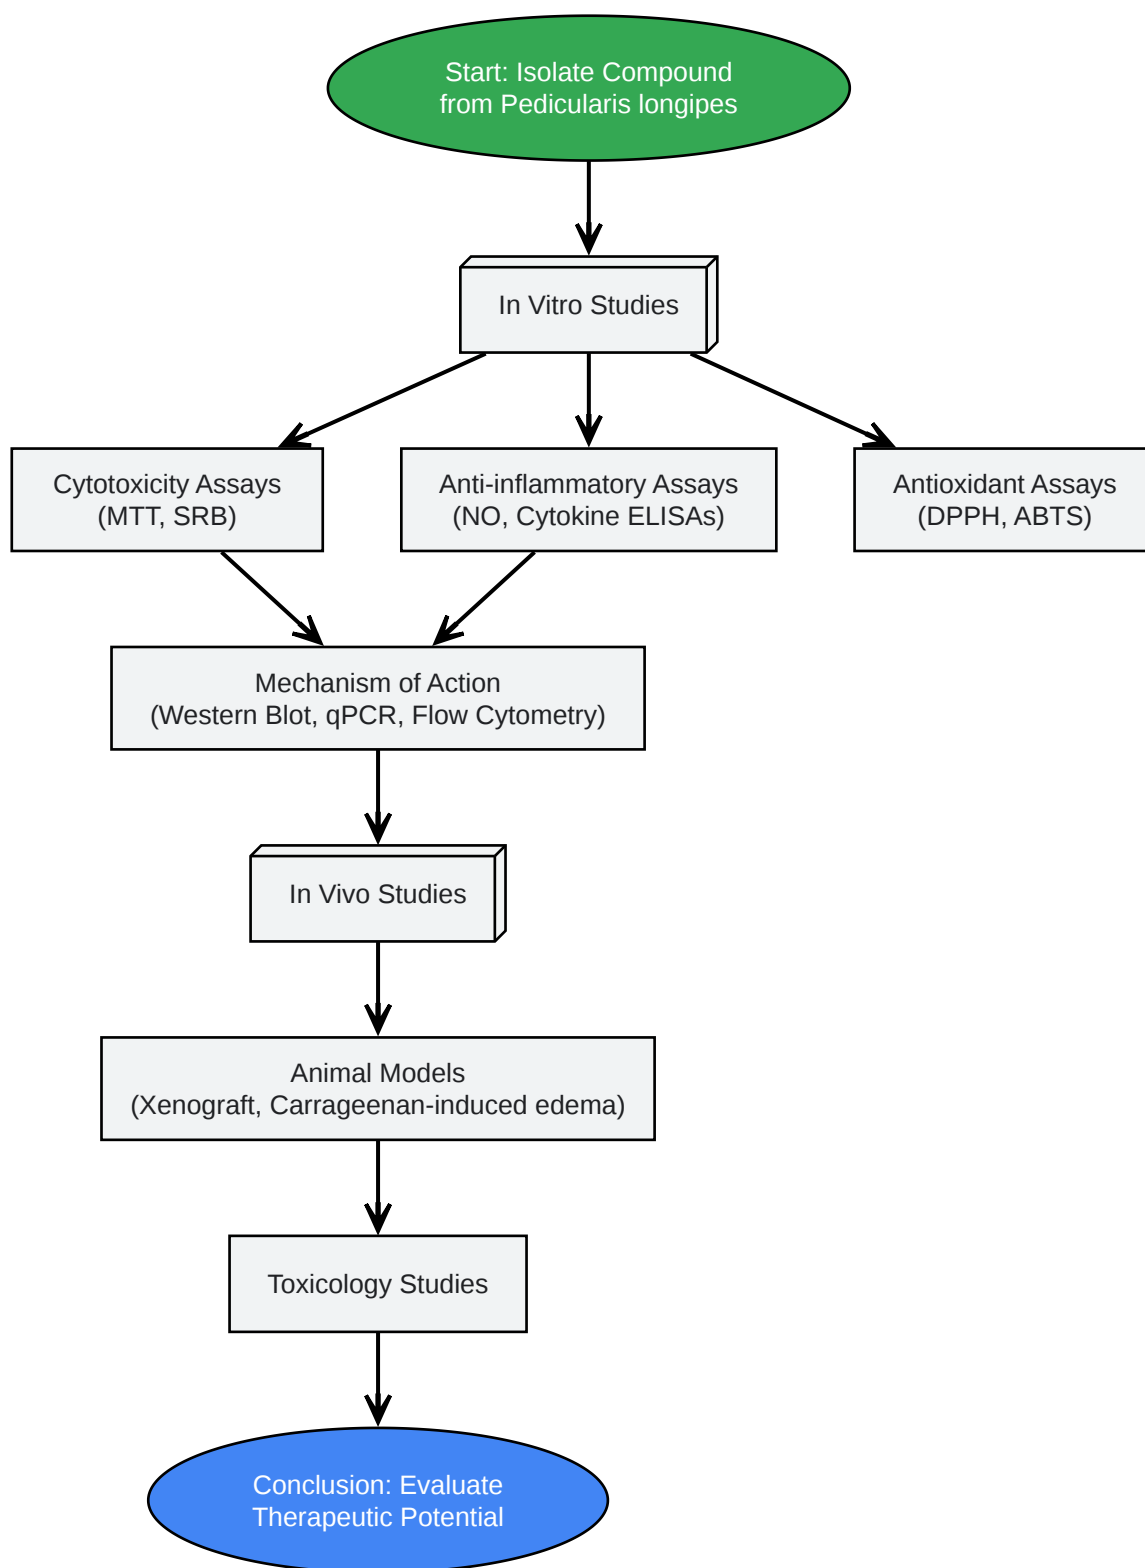 Start: Isolate Compound
from Pedicularis longipes
In Vitro Studies
Cytotoxicity Assays
(MTT, SRB)
Anti-inflammatory Assays
(NO, Cytokine ELISAs)
Antioxidant Assays
(DPPH, ABTS)
Mechanism of Action
(Western Blot, qPCR, Flow Cytometry)
In Vivo Studies
Animal Models
(Xenograft, Carrageenan-induced edema)
Toxicology Studies
Conclusion: Evaluate
Therapeutic Potential